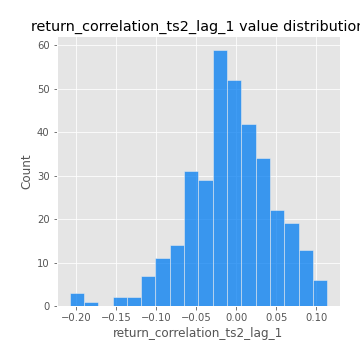 return_correlation_ts2_lag_1 value distribution
60
50
40
30
20
10
0
Count
−0.20 −0.15 −0.10 −0.05 0.00 0.05 0.10
return_correlation_ts2_lag_1